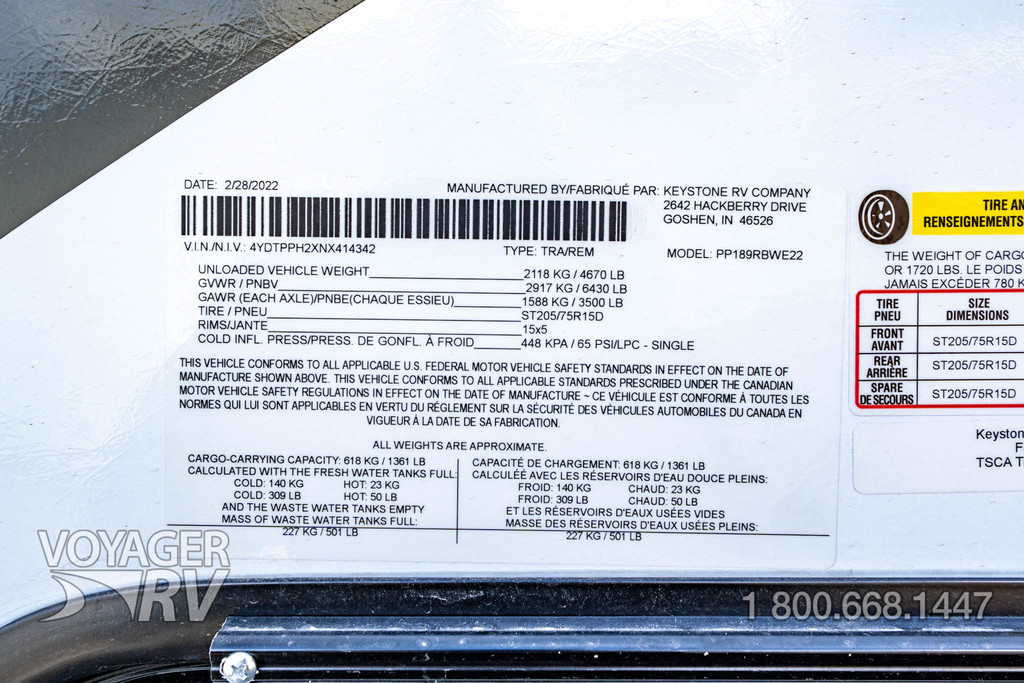 DATE: 2/28/2022
MANUFACTURED BY/FABRIQUÉ PAR: KEYSTONE RV COMPANY
2642 HACKBERRY DRIVE
GOSHEN, IN 46526
V.I.N./N.I.V.: 4YDTPPH2XNX414342 TYPE: TRA/REM MODEL: PP189RBWE22
UNLOADED VEHICLE WEIGHT 2118 KG / 4670 LB
GVWR / PNBV 2917 KG / 6430 LB
GAWR (EACH AXLE)/PNBE(CHAQUE ESSIEU) 1588 KG / 3500 LB
TIRE / PNEU ST205/75R15D
RIMS/JANTE 15x5
COLD INFL. PRESS/PRESS. DE GONFL. À FROID 448 KPA / 65 PSI/LPC - SINGLE
THIS VEHICLE CONFORMS TO ALL APPLICABLE U.S. FEDERAL MOTOR VEHICLE SAFETY STANDARDS IN EFFECT ON THE DATE OF
MANUFACTURE SHOWN ABOVE. THIS VEHICLE CONFORMS TO ALL APPLICABLE STANDARDS PRESCRIBED UNDER THE CANADIAN
MOTOR VEHICLE SAFETY REGULATIONS IN EFFECT ON THE DATE OF MANUFACTURE ~ CE VÉHICULE EST CONFORME À TOUTES LES
NORMES QUI LUI SONT APPLICABLES EN VERTU DU RÉGLEMENT SUR LA SÉCURITÉ DES VÉHICULES AUTOMOBILES DU CANADA EN
VIGUEUR À LA DATE DE SA FABRICATION.
ALL WEIGHTS ARE APPROXIMATE.
CARGO-CARRYING CAPACITY: 618 KG / 1361 LB
CALCULATED WITH THE FRESH WATER TANKS FULL:
COLD: 140 KG HOT: 23 KG
COLD: 309 LB HOT: 50 LB
AND THE WASTE WATER TANKS EMPTY
MASS OF WASTE WATER TANKS FULL:
227 KG / 501 LB
CAPACITÉ DE CHARGEMENT: 618 KG / 1361 LB
CALCULÉE AVEC LES RÉSERVOIRS D'EAU DOUCE PLEINS:
FROID: 140 KG CHAUD: 23 KG
FROID: 309 LB CHAUD: 50 LB
ET LES RÉSERVOIRS D'EAUX USÉES VIDES
MASSE DES RÉSERVOIRS D'EAUX USÉES PLEINS:
227 KG / 501 LB
TIRE AN
RENSEIGNEMENTS
THE WEIGHT OF CARGO
OR 1720 LBS. LE POIDS
JAMAIS EXCÉDER 780 K
TIRE PNEU SIZE DIMENSIONS
FRONT AVANT ST205/75R15D
REAR ARRIÈRE ST205/75R15D
SPARE DE SECOURS ST205/75R15D
Keyston
F
TSCA T
VOYAGER
RV
1 800.668.1447